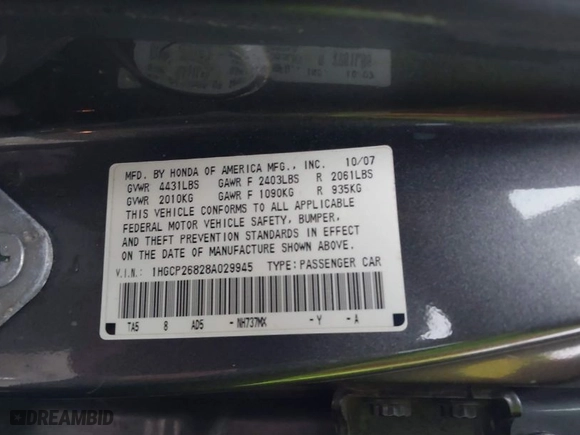 MFD. BY HONDA OF AMERICA MFG., INC. 10/07
GVWR 4431LBS GAWR F 2403LBS R 2061LBS
GVWR 2010KG GAWR F 1090KG R 935KG
THIS VEHICLE CONFORMS TO ALL APPLICABLE
FEDERAL MOTOR VEHICLE SAFETY, BUMPER,
AND THEFT PREVENTION STANDARDS IN EFFECT
ON THE DATE OF MANUFACTURE SHOWN ABOVE.
V.I.N.: 1HGCP26828A029945 TYPE: PASSENGER CAR
TA5 8 AD5 -NH737MX -Y -A
DREAMBID